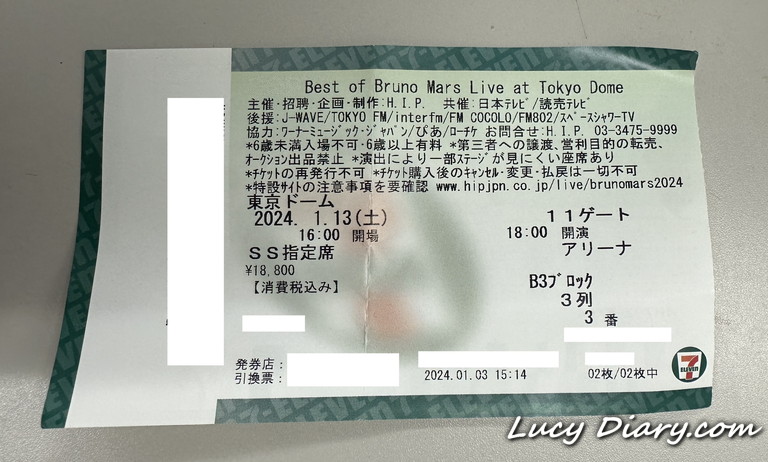 Best of Bruno Mars Live at Tokyo Dome
主催・招聘・企画・制作:H.I.P. 共催:日本テレビ/読売テレビ
後援:J-WAVE/TOKYO FM/interfm/FM COCOLO/FM802/スペースシャワーTV
協力:ワーナーミュージック・ジャパン/ぴあ/ローチケ お問合せ:H.I.P. 03-3475-9999
*6歳未満入場不可・6歳以上有料 *第三者への譲渡、営利目的の転売、
オークション出品禁止 *演出により一部ステージが見にくい座席あり
*チケットの再発行不可 *チケット購入後のキャンセル・変更・払戻は一切不可
*特設サイトの注意事項を要確認 www.hipjpn.co.jp/live/brunomars2024
東京ドーム
2024. 1.13(土) 11ゲート
16:00 開場 18:00 開演
SS指定席 アリーナ
¥18,800
【消費税込み】 B3ブロック
3列
3 番
発券店:
引換票: 2024.01.03 15:14 02枚/02枚中
7 ELEVEN
Lucy Diary.com